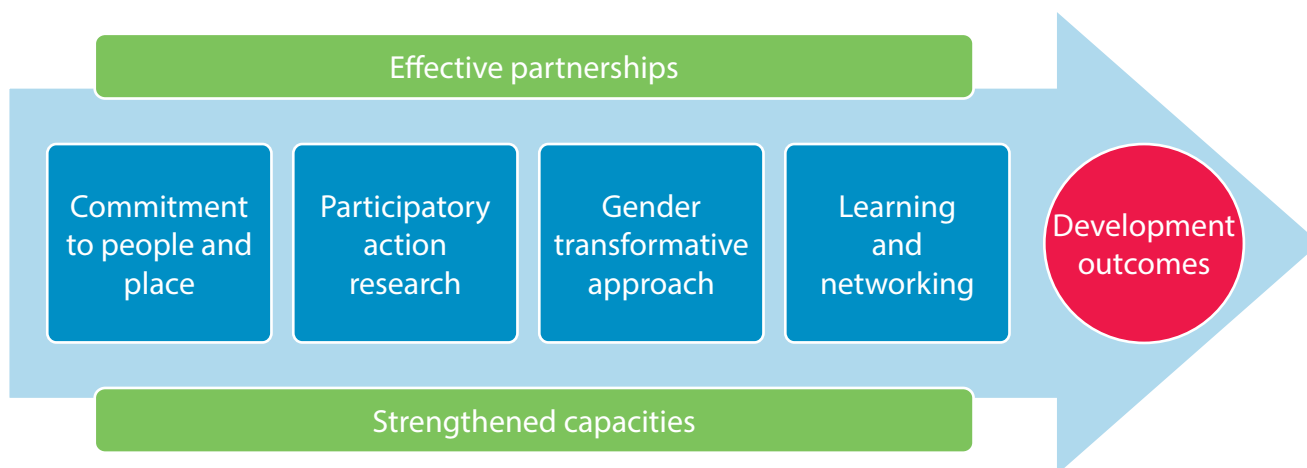 Effective partnerships
Commitment
to people and
place
Participatory
action
research
Gender
transformative
approach
Learning
and
networking
Development
outcomes
Strengthened capacities